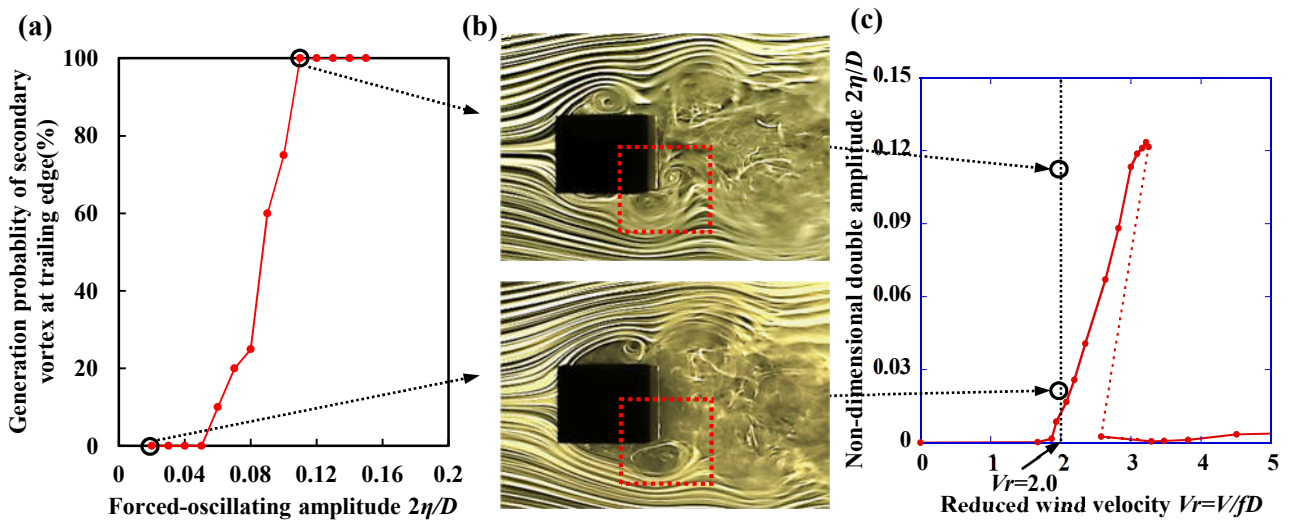 (a)
Generation probablity of secondary
vortex at trailing edge(%)
100
80
60
40
20
0
0
0.04
0.08
0.12
0.16
0.2
Forced-oscillating amplitude 2η/D
(b)
(c)
Non-dimensional double amplitude 2η/D
0.15
0.12
0.09
0.06
0.03
0
0
1
2
3
4
5
Vr=2.0
Reduced wind velocity Vr=V/fD